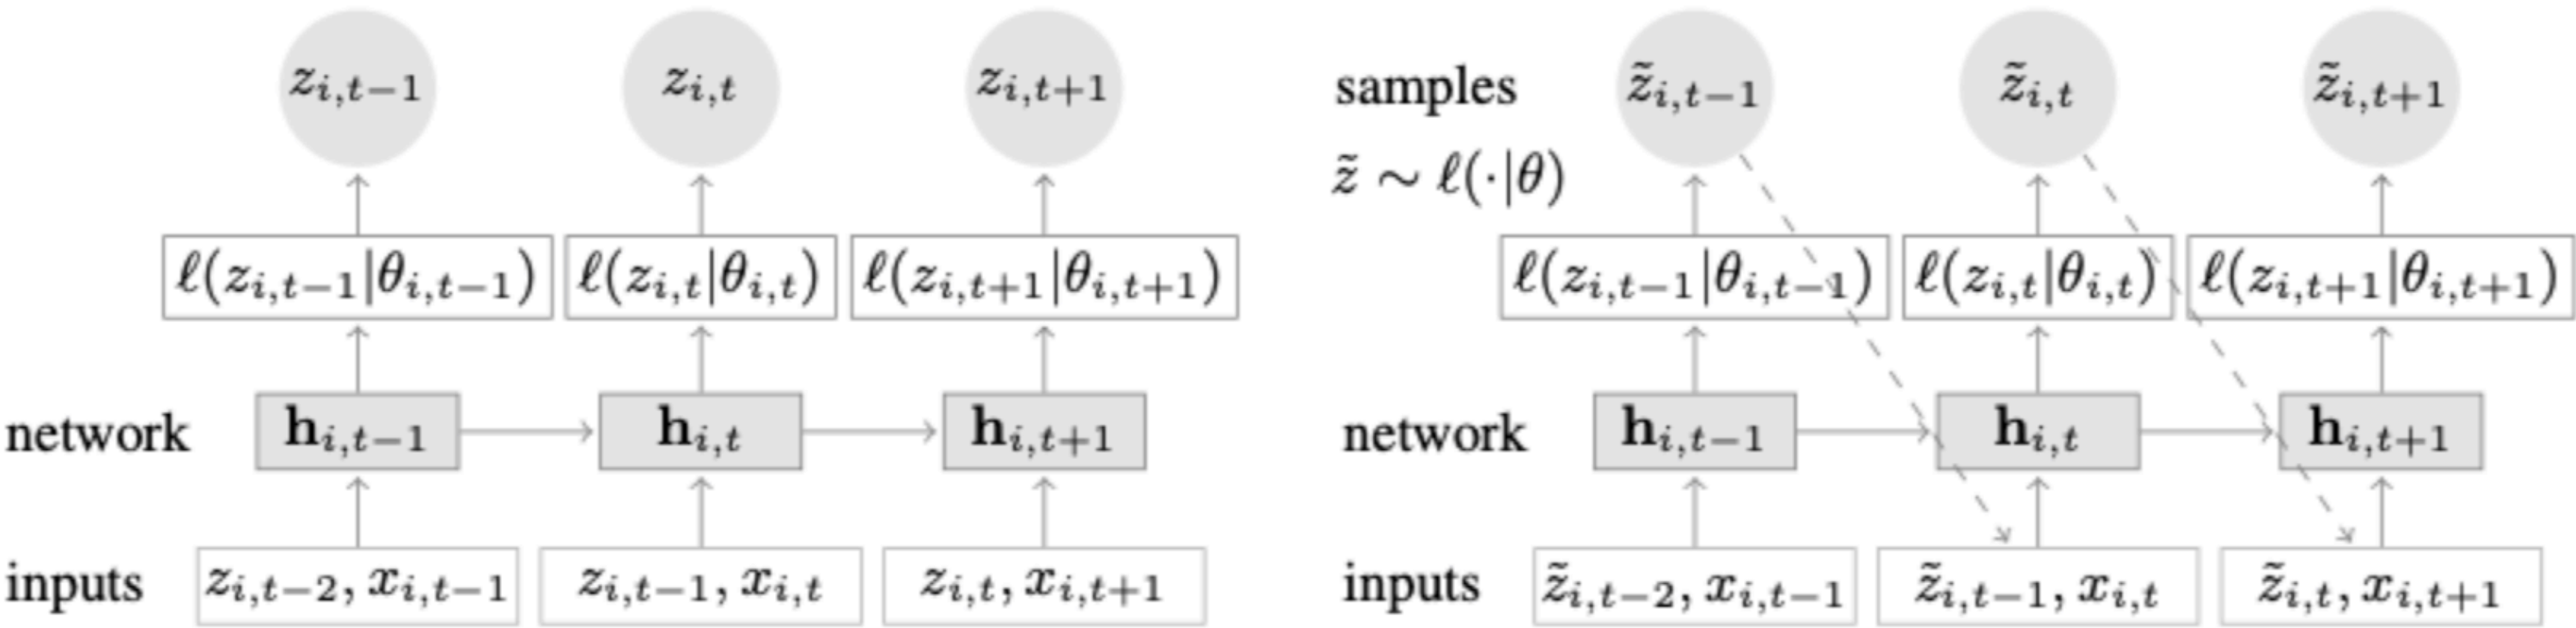 z_{i,t−1} z_{i,t} z_{i,t+1}
ℓ(z_{i,t−1}|θ_{i,t−1}) ℓ(z_{i,t}|θ_{i,t}) ℓ(z_{i,t+1}|θ_{i,t+1})
network h_{i,t−1} h_{i,t} h_{i,t+1}
inputs z_{i,t−2}, x_{i,t−1} z_{i,t−1}, x_{i,t} z_{i,t}, x_{i,t+1}
samples z̃_{i,t−1} z̃_{i,t} z̃_{i,t+1}
z̃ ∼ ℓ(·|θ)
ℓ(z_{i,t−1}|θ_{i,t−1}) ℓ(z_{i,t}|θ_{i,t}) ℓ(z_{i,t+1}|θ_{i,t+1})
network h_{i,t−1} h_{i,t} h_{i,t+1}
inputs z̃_{i,t−2}, x_{i,t−1} z̃_{i,t−1}, x_{i,t} z̃_{i,t}, x_{i,t+1}